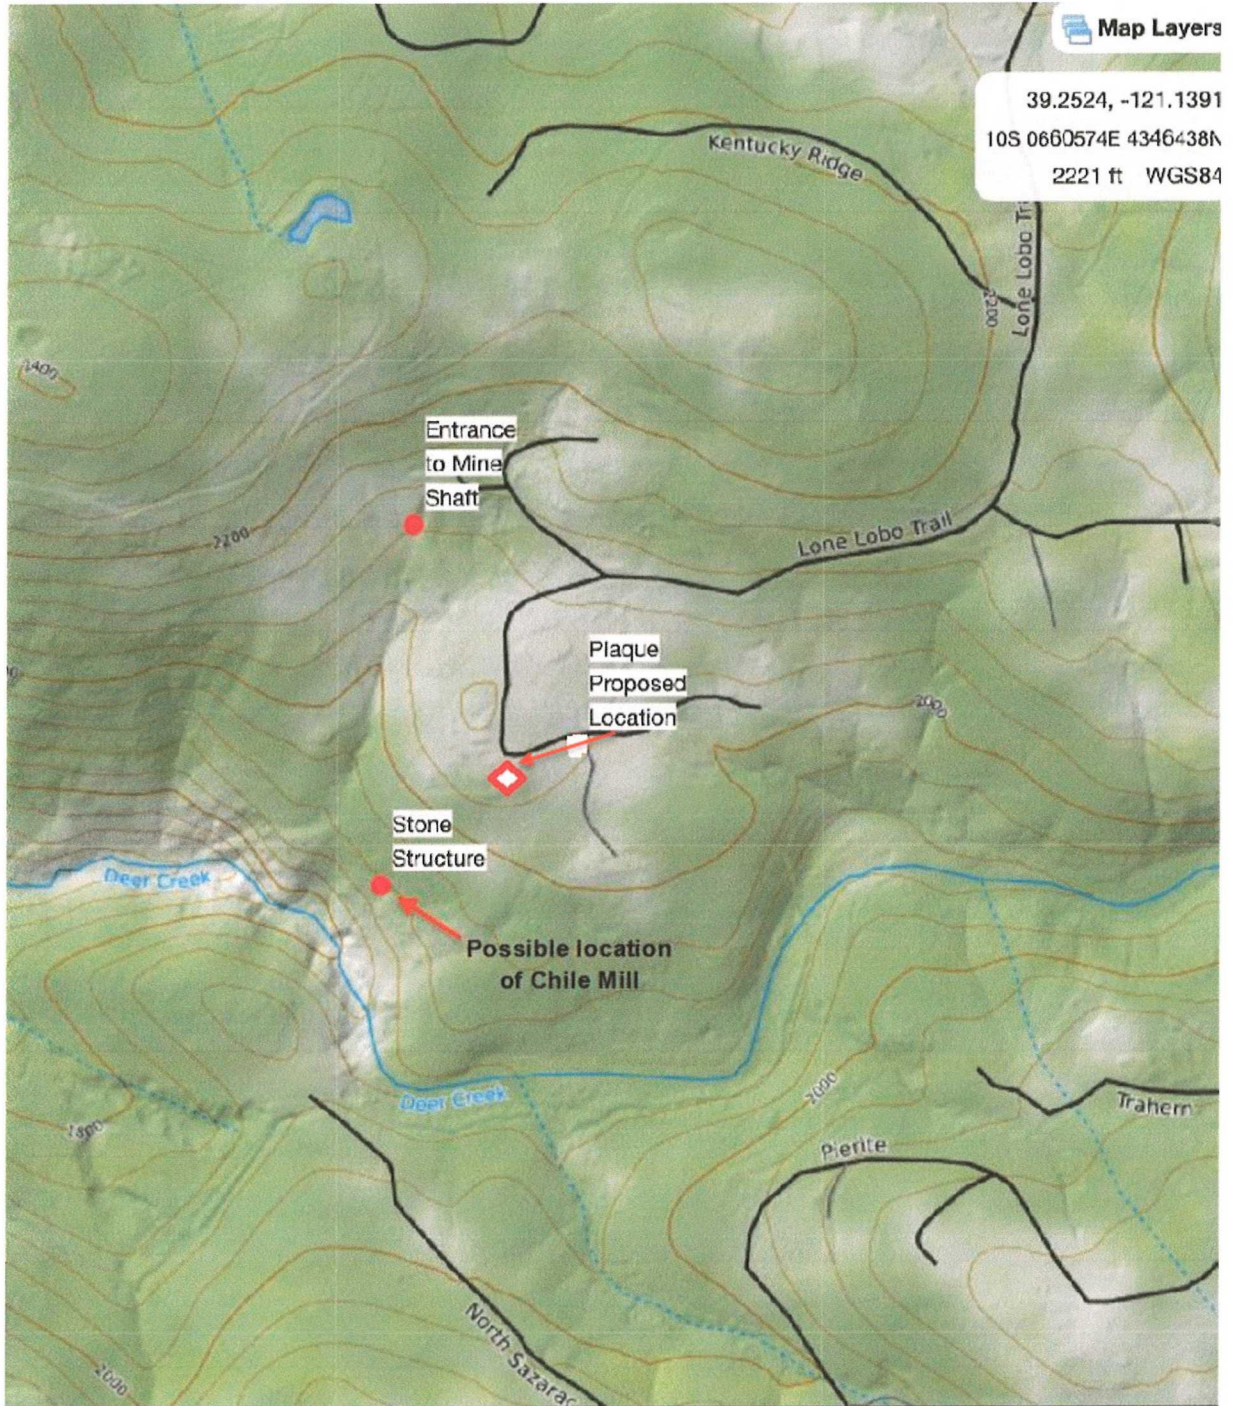 Map Layers
39.2524, -121.1391
10S 0660574E 4346438N
2221 ft WGS84
Kentucky Ridge
Lone Lobo Tra
2200
2400
Entrance
to Mine
Shaft
2200
Lone Lobo Trail
Plaque
Proposed
Location
2000
Stone
Structure
Deer Creek
Possible location
of Chile Mill
Deer Creek
2000
Trahern
1800
Pierite
North Sazarac
2000